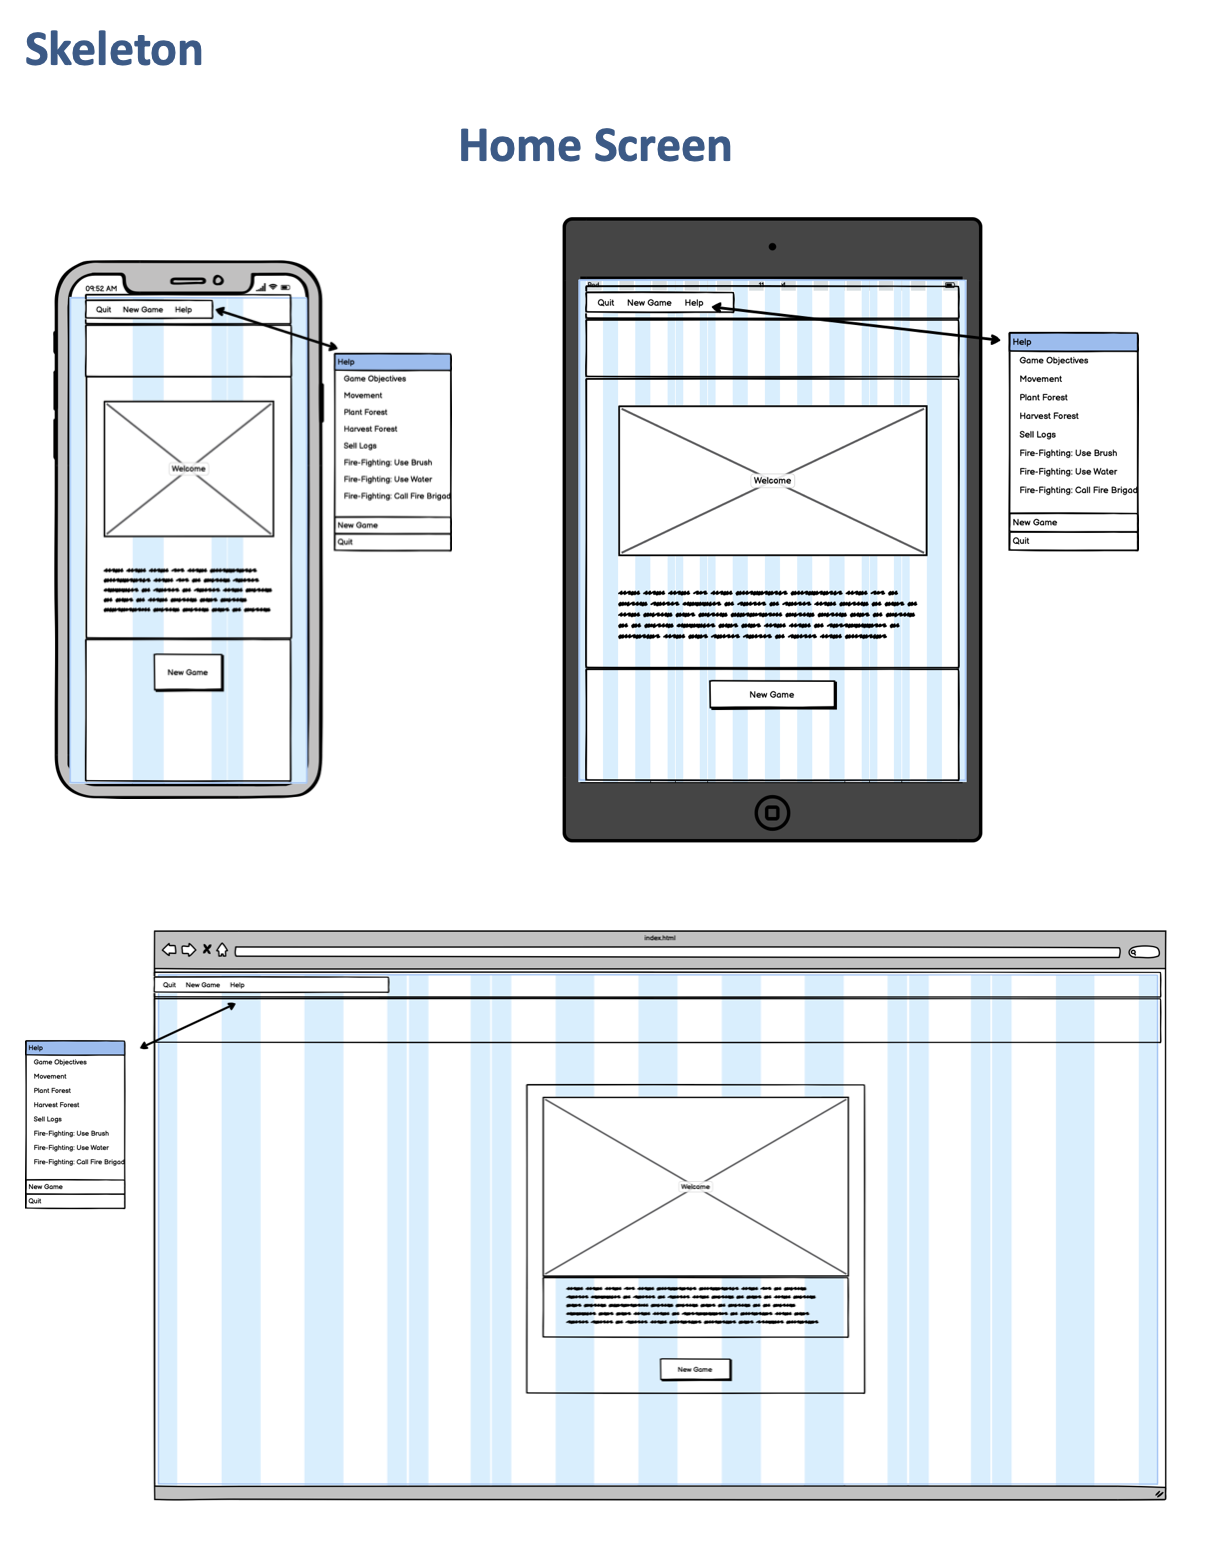 Skeleton
Home Screen
09:52 AM
Quit New Game Help
Help
Game Objectives
Movement
Plant Forest
Harvest Forest
Sell Logs
Fire-Fighting: Use Brush
Fire-Fighting: Use Water
Fire-Fighting: Call Fire Brigad
New Game
Quit
Welcome
New Game
Quit New Game Help
Help
Game Objectives
Movement
Plant Forest
Harvest Forest
Sell Logs
Fire-Fighting: Use Brush
Fire-Fighting: Use Water
Fire-Fighting: Call Fire Brigad
New Game
Quit
Welcome
New Game
index.html
Quit New Game Help
Help
Game Objectives
Movement
Plant Forest
Harvest Forest
Sell Logs
Fire-Fighting: Use Brush
Fire-Fighting: Use Water
Fire-Fighting: Call Fire Brigad
New Game
Quit
Welcome
New Game